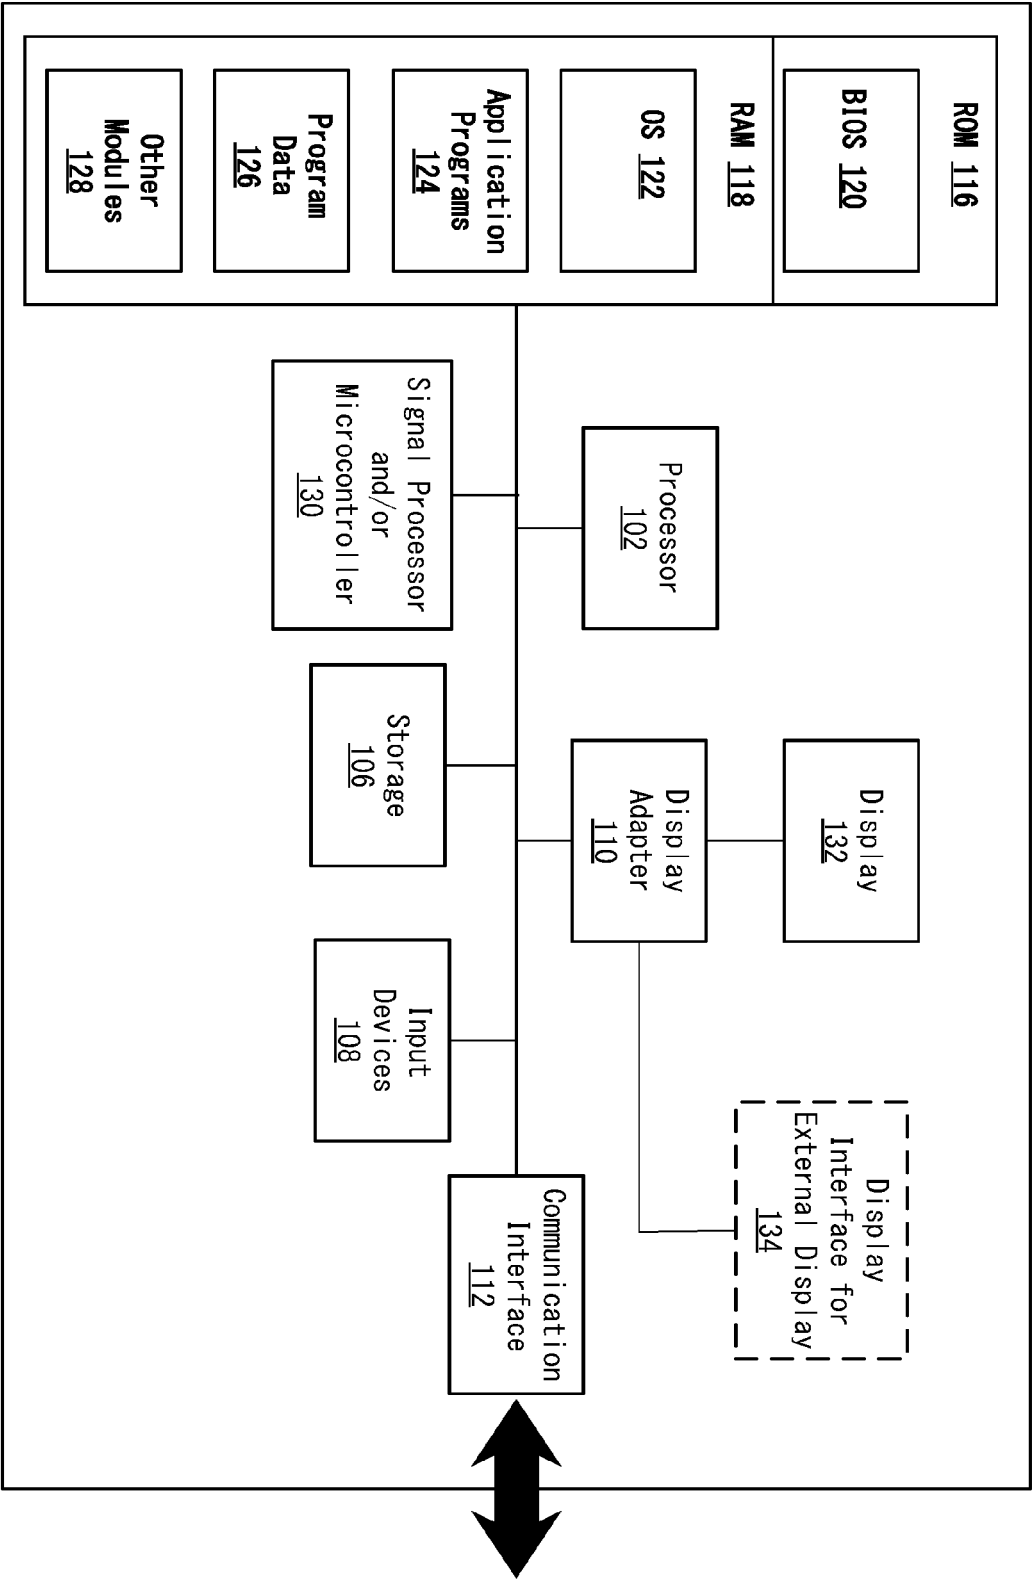 ROM 116
BIOS 120
RAM 118
OS 122
Application
Programs
124
Program
Data
126
Other
Modules
128
Processor
102
Signal Processor
and/or
Microcontroller
130
Display
132
Display
Adapter
110
Storage
106
Display
Interface for
External Display
134
Input
Devices
108
Communication
Interface
112